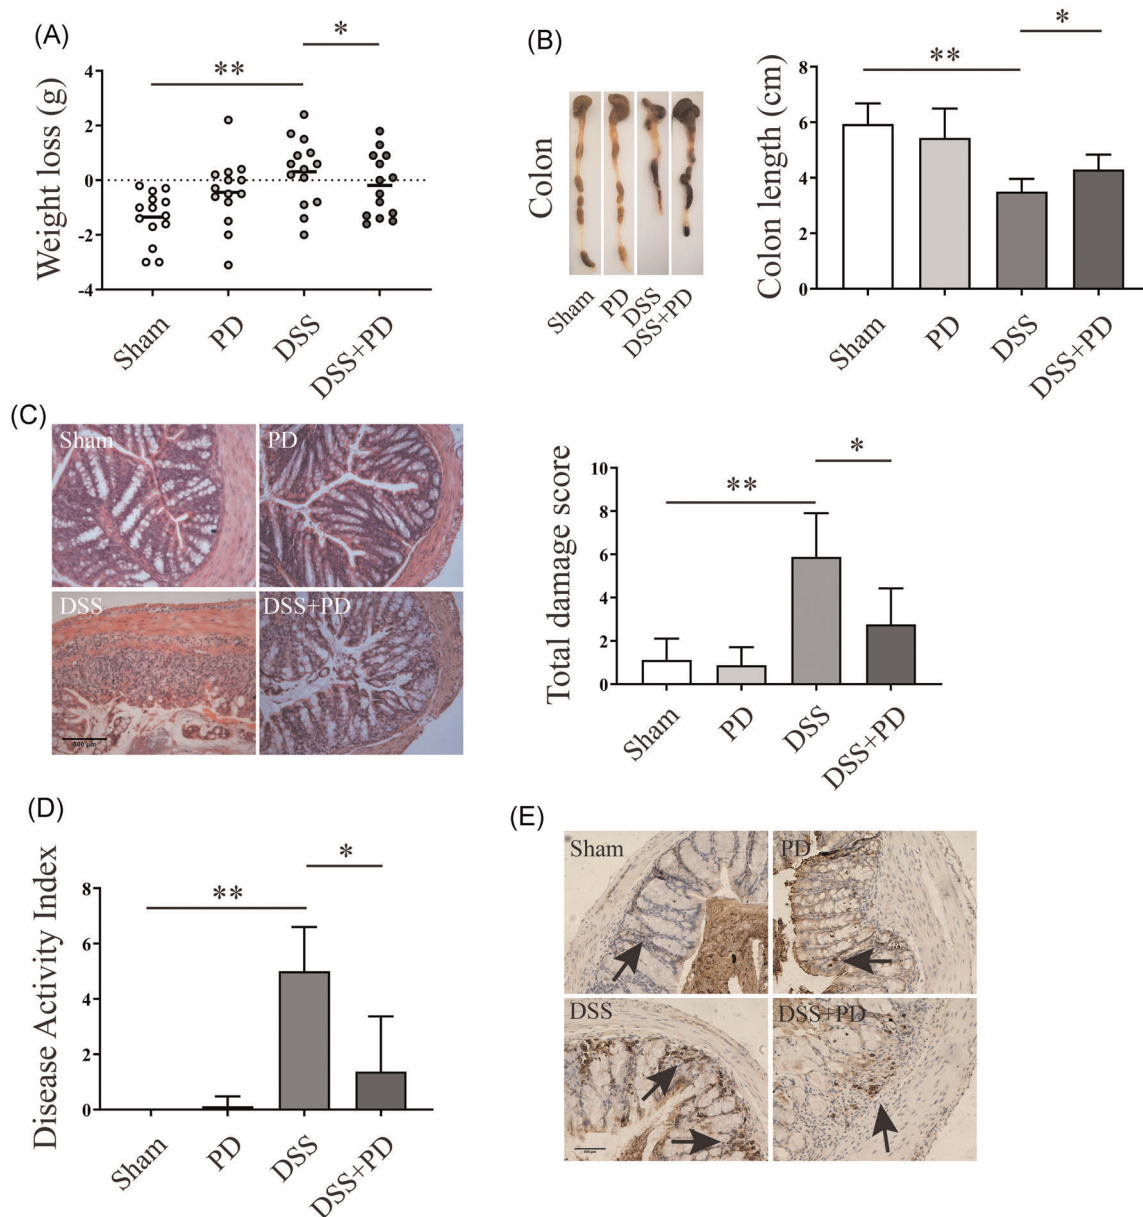 (A)
*
**
Weight loss (g)
4
2
0
-2
-4
Sham
PD
DSS
DSS+PD
(B)
Colon
Sham
PD
DSS
DSS+PD
*
**
Colon length (cm)
8
6
4
2
0
Sham
PD
DSS
DSS+PD
(C)
Sham
PD
DSS
DSS+PD
500 µm
*
**
Total damage score
10
8
6
4
2
0
Sham
PD
DSS
DSS+PD
(D)
*
**
Disease Activity Index
8
6
4
2
0
Sham
PD
DSS
DSS+PD
(E)
Sham
PD
DSS
DSS+PD